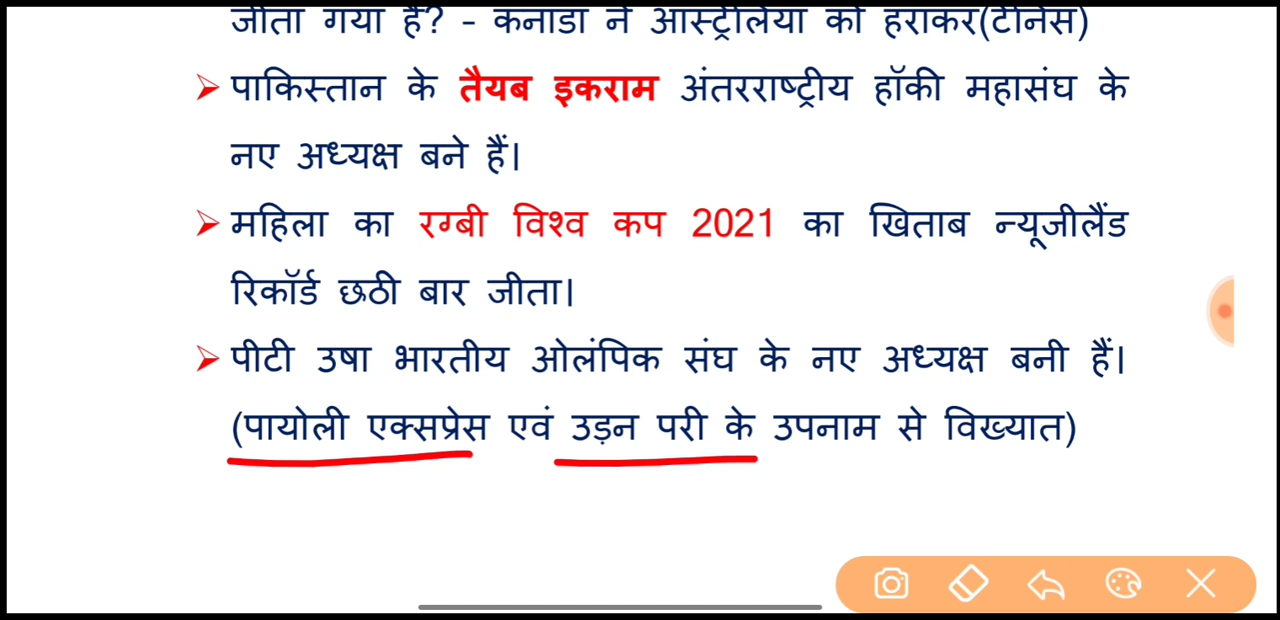 जीता गया है? - कनाडा ने ऑस्ट्रेलिया को हराकर(टेनिस)
पाकिस्तान के तैयब इकराम अंतरराष्ट्रीय हॉकी महासंघ के
नए अध्यक्ष बने हैं।
महिला का रग्बी विश्व कप 2021 का खिताब न्यूजीलैंड
रिकॉर्ड छठी बार जीता।
पीटी उषा भारतीय ओलंपिक संघ के नए अध्यक्ष बनी हैं।
(पायोली एक्सप्रेस एवं उड़न परी के उपनाम से विख्यात)